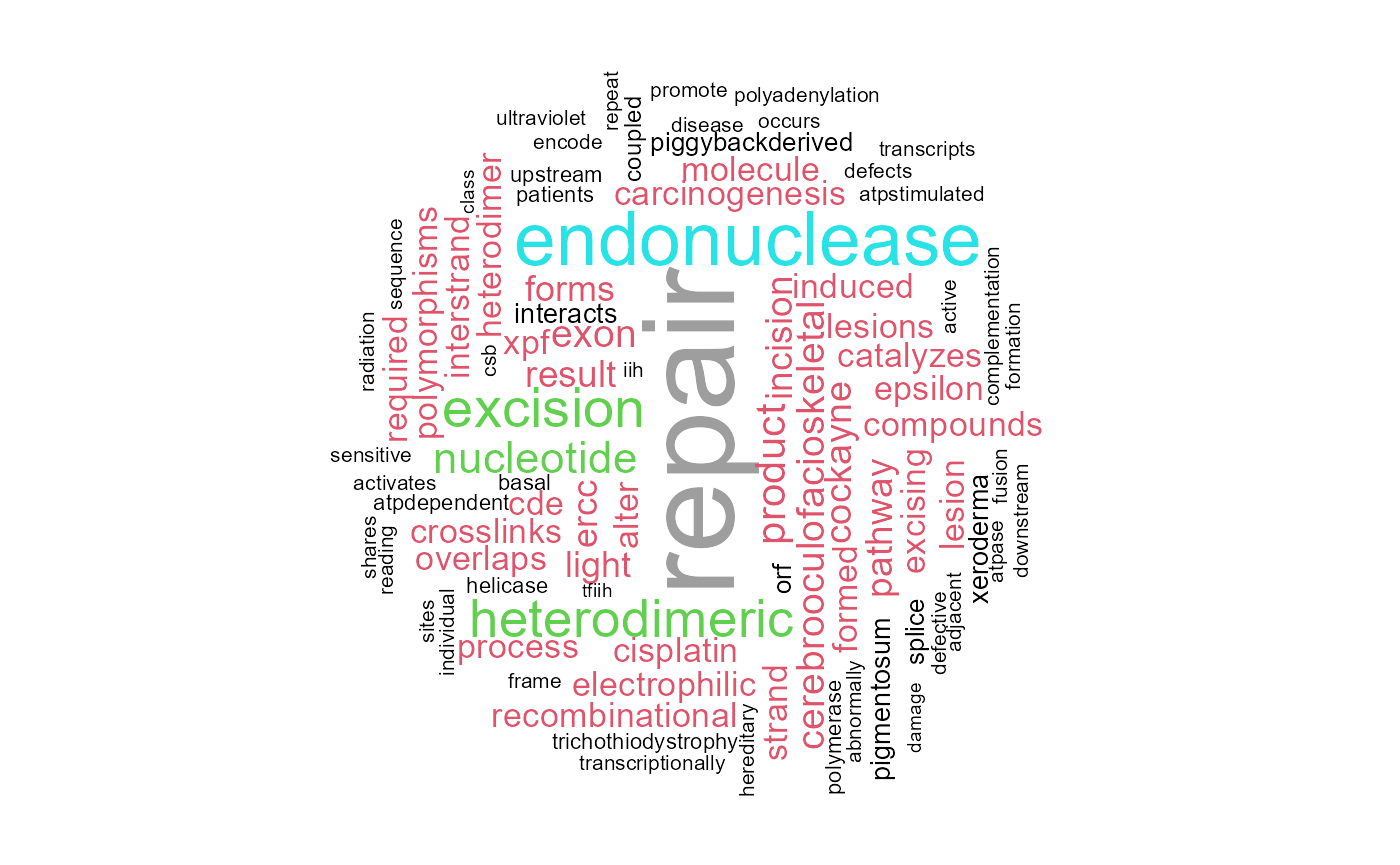 repeat
promote
polyadenylation
ultraviolet
coupled
disease
occurs
encode
piggybackderived
transcripts
class
heterodimer
upstream
molecule
defects
patients
carcinogenesis
atpstimulated
sequence
polymorphisms
interstrand
endonuclease
repair
forms
incision
induced
active
complementation
formation
radiation
required
interacts
csb
xpf
exon
lesions
cerebrooculofacioskeletal
catalyzes
result
iih
epsilon
excision
product
cockayne
compounds
sensitive
nucleotide
pathway
excising
lesion
fusion
activates
basal
xeroderma
downstream
atpdependent
cde
ercc
alter
atpase
shares
reading
crosslinks
overlaps
light
orf
formed
helicase
tfiih
sites
individual
heterodimeric
splice
defective
adjacent
process
cisplatin
pigmentosum
frame
electrophilic
strand
polymerase
abnormally
damage
recombinational
hereditary
trichothiodystrophy
transcriptionally